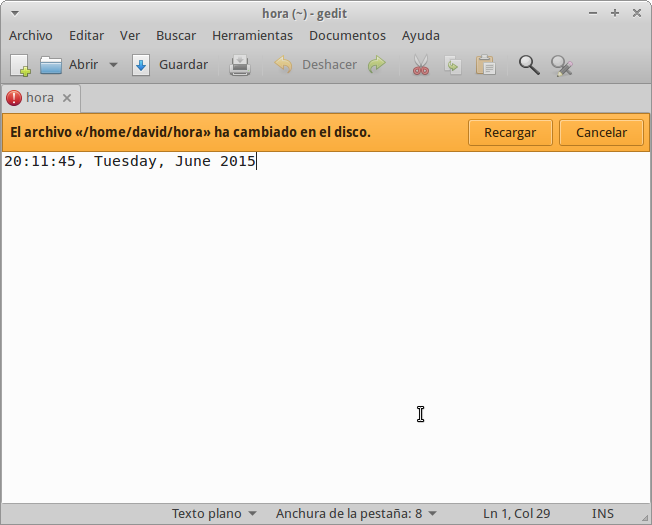 hora (~) - gedit
Archivo Editar Ver Buscar Herramientas Documentos Ayuda
Abrir Guardar Deshacer
hora
El archivo «/home/david/hora» ha cambiado en el disco. Recargar Cancelar
20:11:45, Tuesday, June 2015
Texto plano Anchura de la pestaña: 8 Ln 1, Col 29 INS